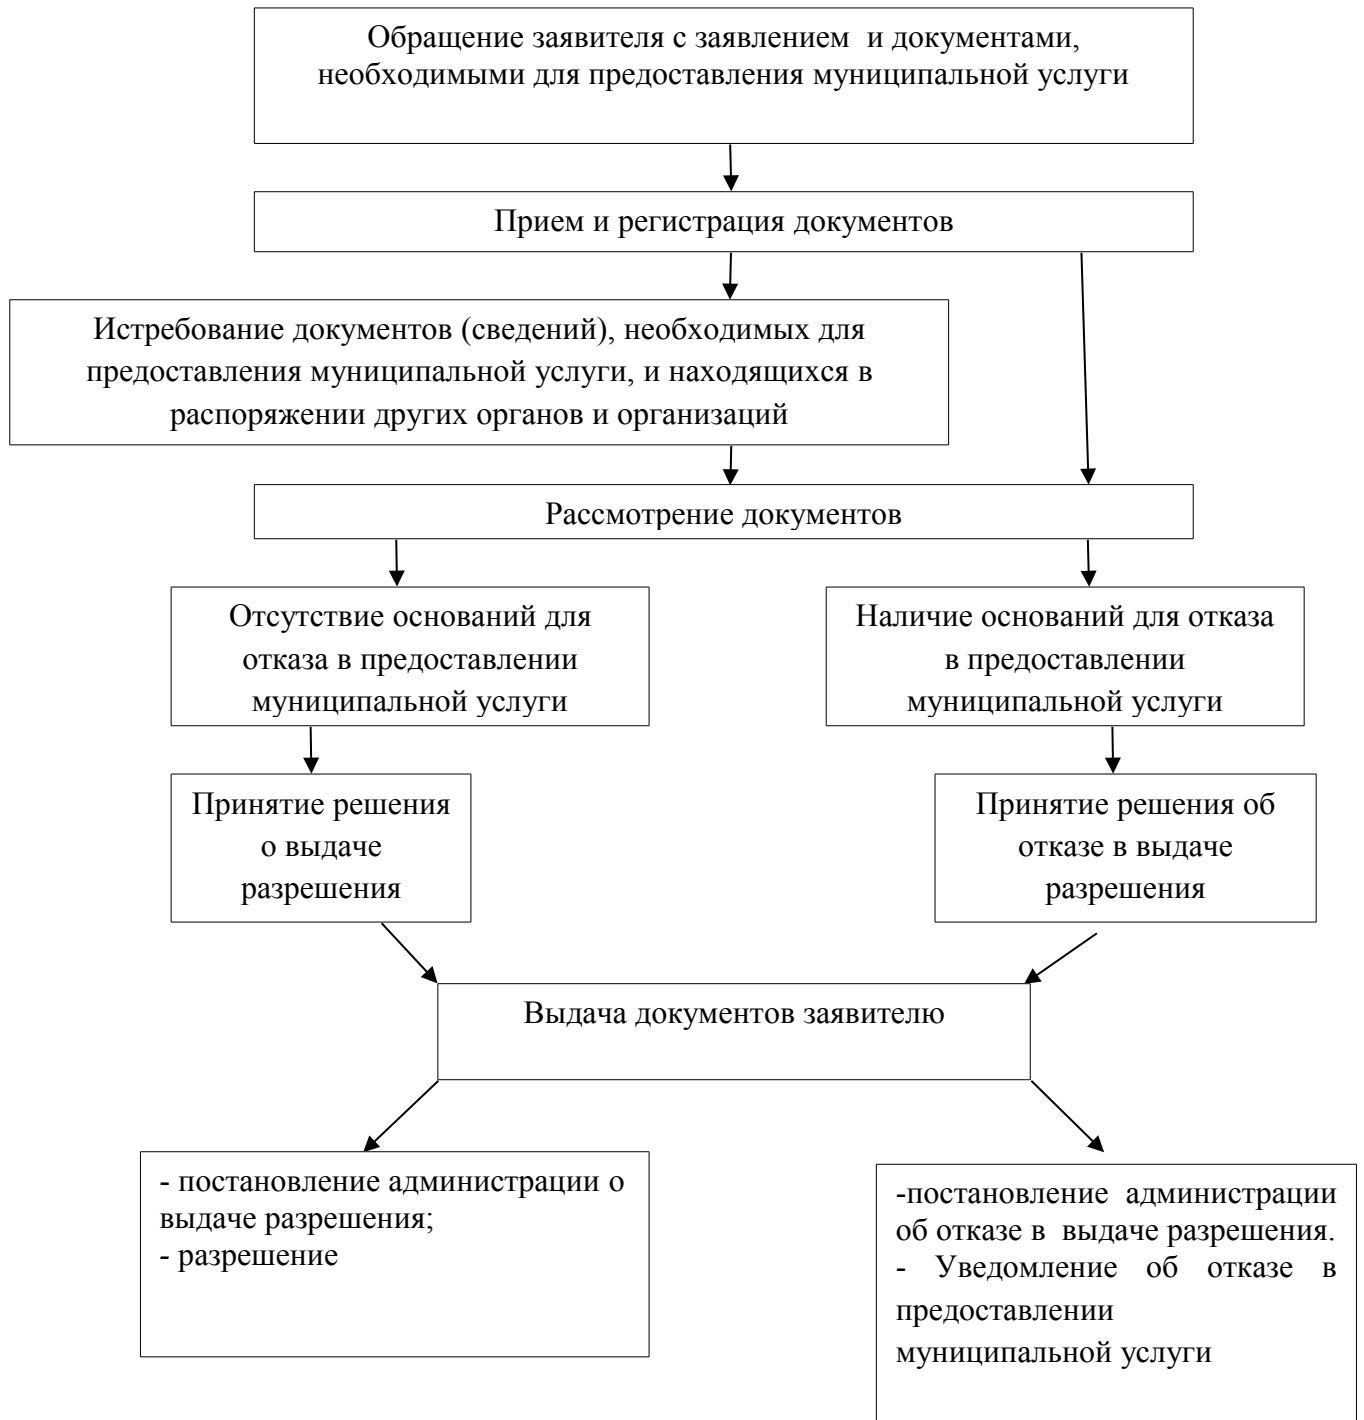 Обращение заявителя с заявлением и документами,
необходимыми для предоставления муниципальной услуги
Прием и регистрация документов
Истребование документов (сведений), необходимых для
предоставления муниципальной услуги, и находящихся в
распоряжении других органов и организаций
Рассмотрение документов
Отсутствие оснований для
отказа в предоставлении
муниципальной услуги
Наличие оснований для отказа
в предоставлении
муниципальной услуги
Принятие решения
о выдаче
разрешения
Принятие решения об
отказе в выдаче
разрешения
Выдача документов заявителю
- постановление администрации о
выдаче разрешения;
- разрешение
-постановление администрации
об отказе в выдаче разрешения.
- Уведомление об отказе в
предоставлении
муниципальной услуги